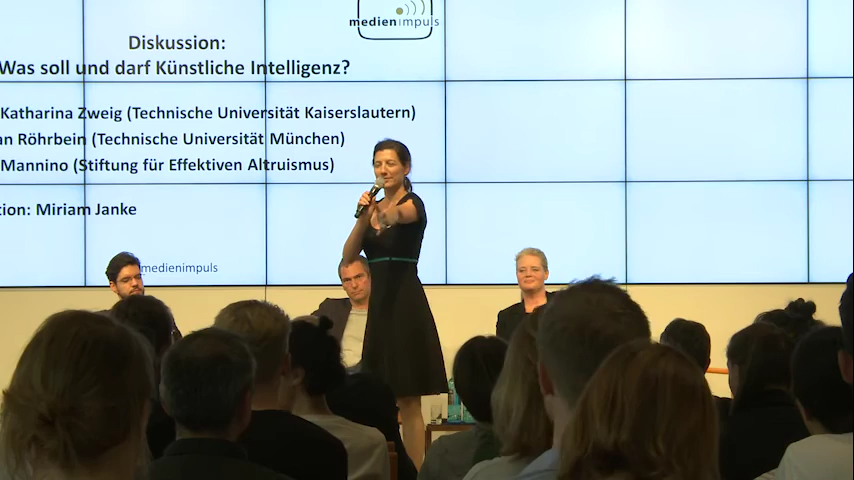 medienimpuls
Diskussion:
Was soll und darf Künstliche Intelligenz?
Katharina Zweig (Technische Universität Kaiserslautern)
an Röhrbein (Technische Universität München)
Mannino (Stiftung für Effektiven Altruismus)
tion: Miriam Janke
medienimpuls